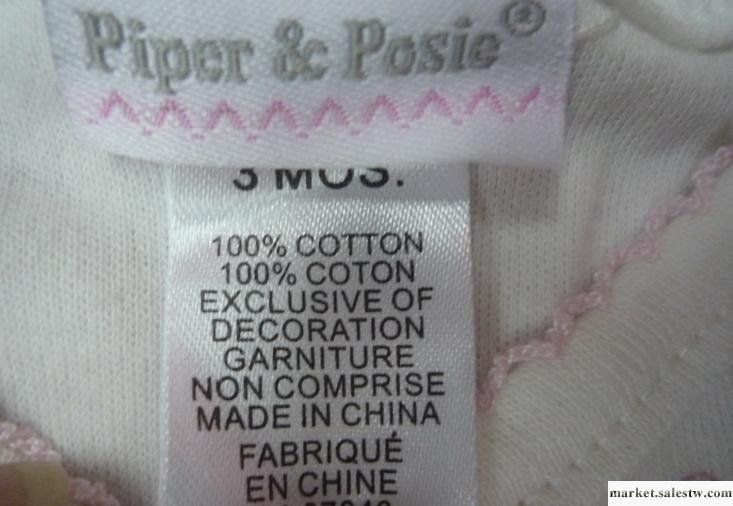 Piper & Posie®
3 MOS.
100% COTTON
100% COTON
EXCLUSIVE OF
DECORATION
GARNITURE
NON COMPRISE
MADE IN CHINA
FABRIQUÉ
EN CHINE
market.salestw.com